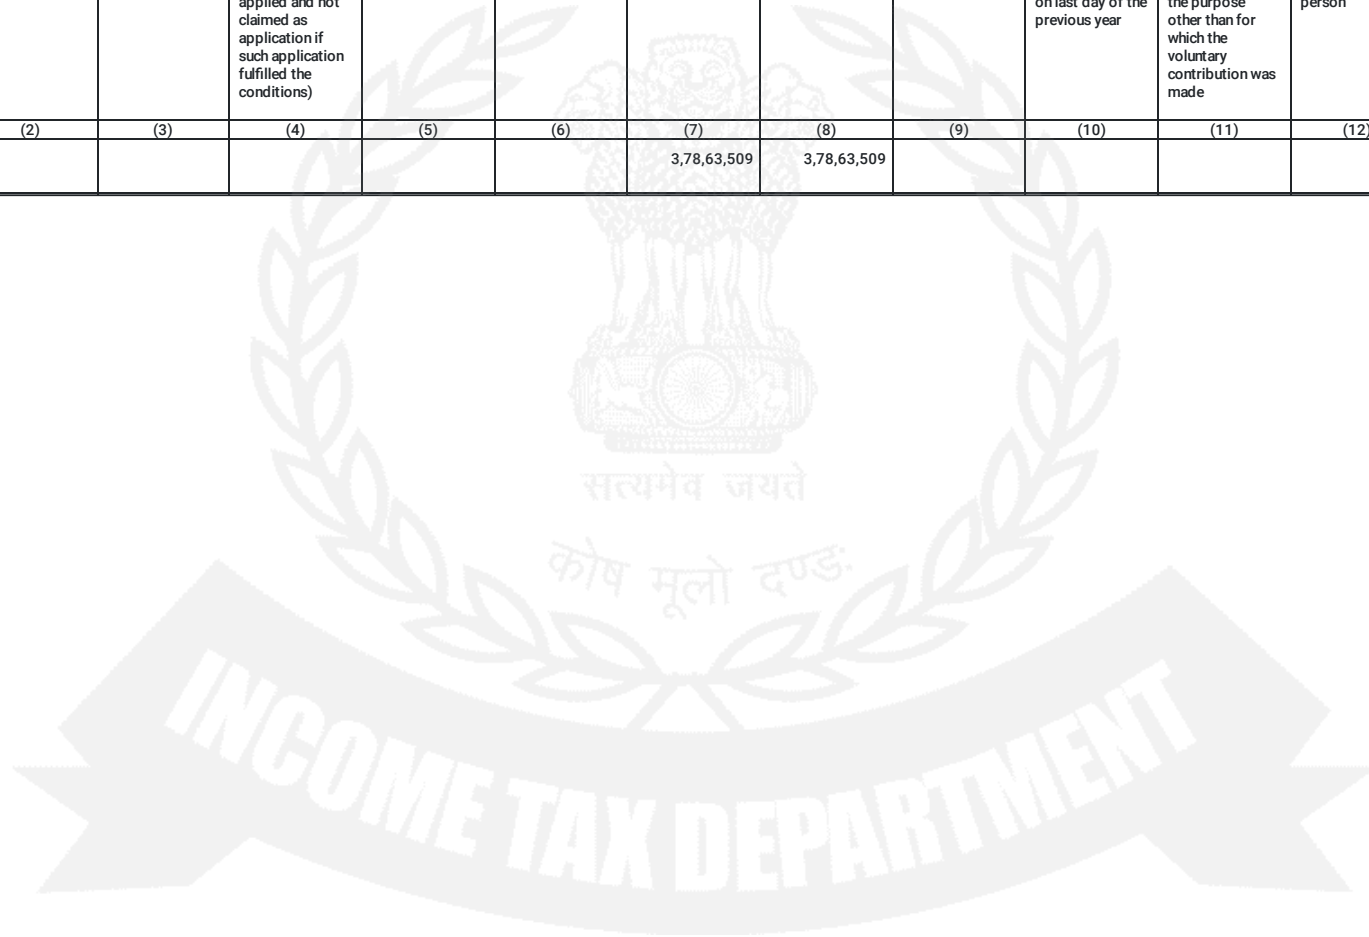 applied and not
claimed as
application if
such application
fulfilled the
conditions)
on last day of the
previous year
the purpose
other than for
which the
voluntary
contribution was
made
person
(2) (3) (4) (5) (6) (7) (8) (9) (10) (11) (12)
3,78,63,509 3,78,63,509
सत्यमेव जयते
कोष मूलो दण्डः
INCOME TAX DEPARTMENT